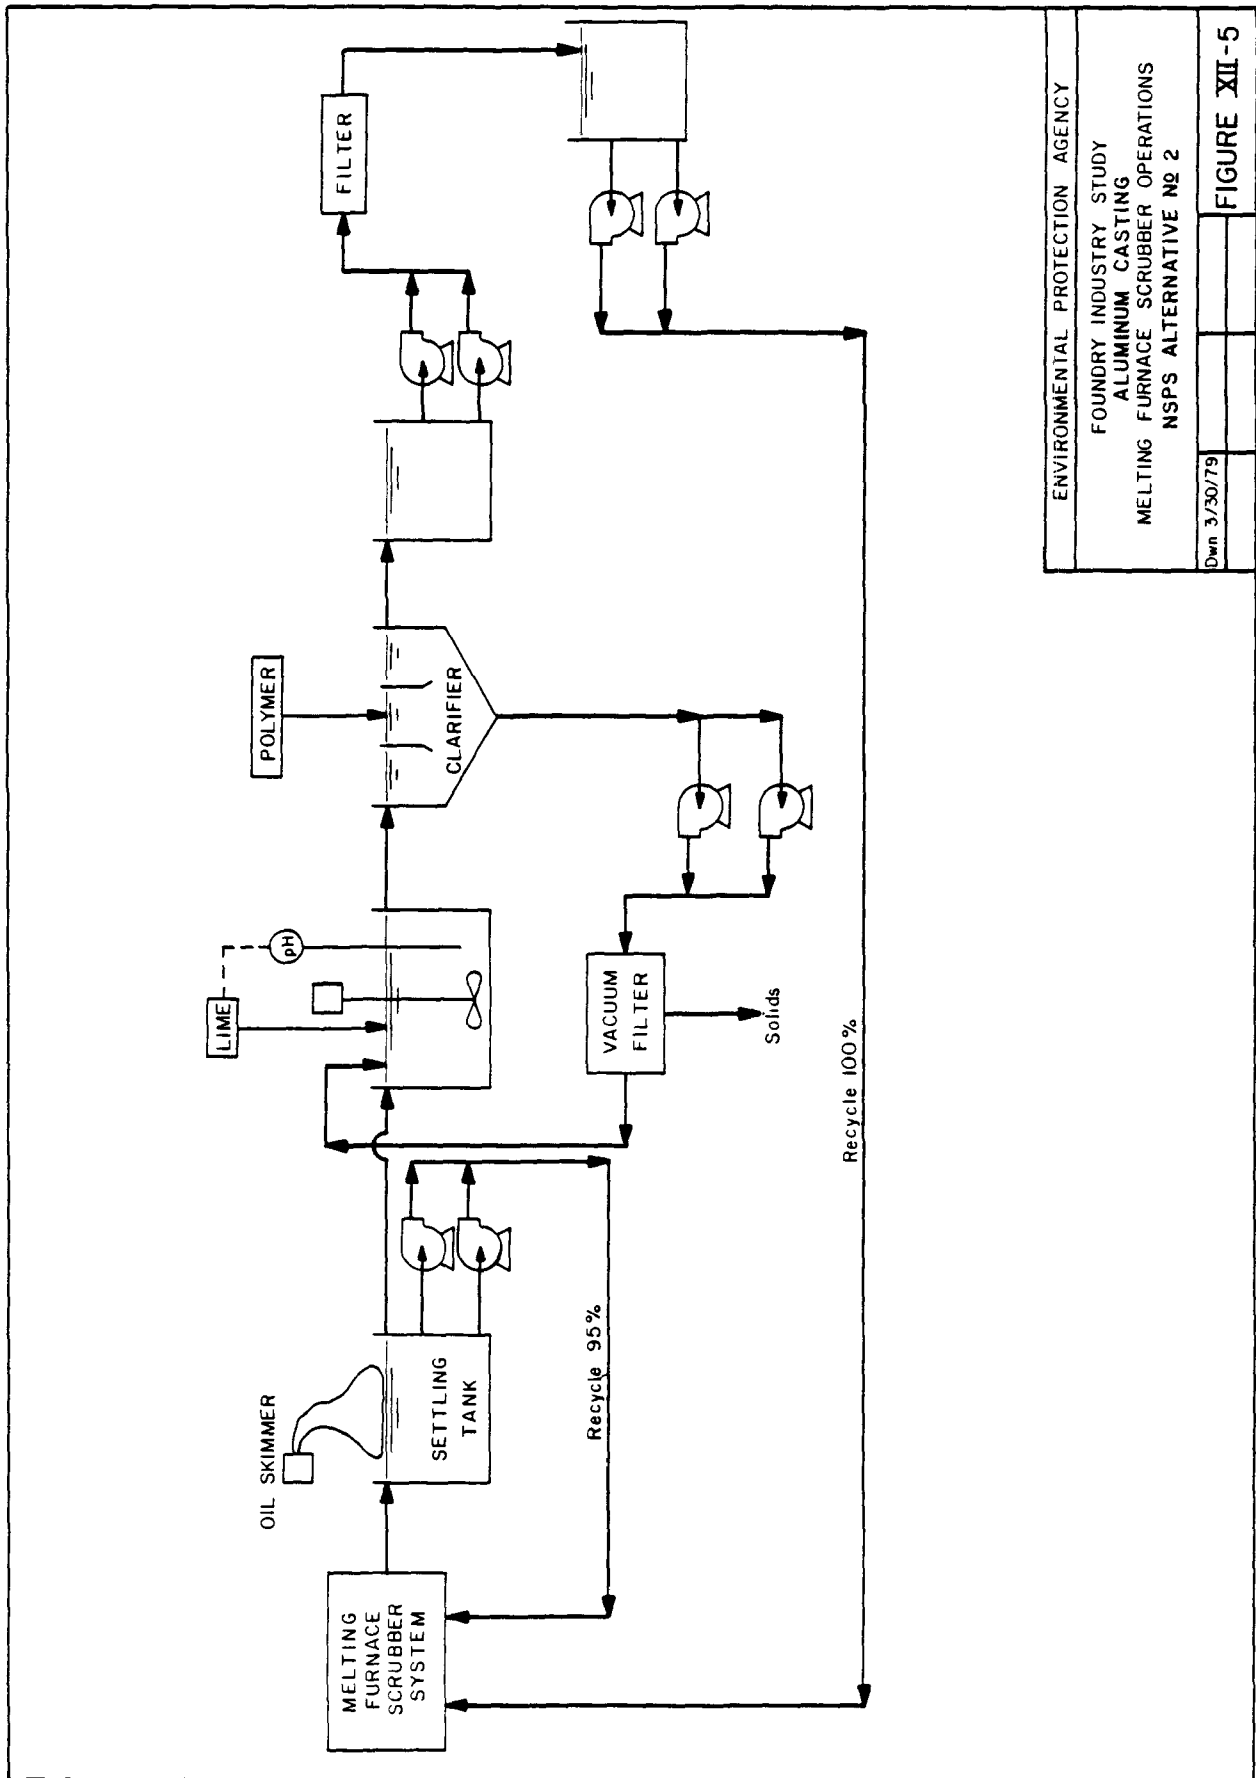 OIL SKIMMER
LIME
pH
POLYMER
FILTER
MELTING
FURNACE
SCRUBBER
SYSTEM
SETTLING
TANK
CLARIFIER
Recycle 95%
VACUUM
FILTER
Solids
Recycle 100%
ENVIRONMENTAL PROTECTION AGENCY
FOUNDRY INDUSTRY STUDY
ALUMINUM CASTING
MELTING FURNACE SCRUBBER OPERATIONS
NSPS ALTERNATIVE № 2
Dwn 3/30/79
FIGURE XII-5